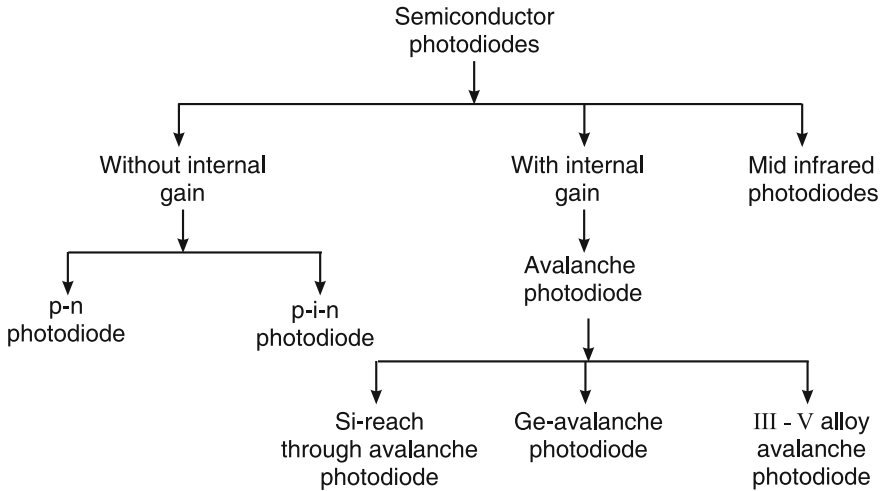 Semiconductor
photodiodes
Without internal
gain
With internal
gain
Mid infrared
photodiodes
p-n
photodiode
p-i-n
photodiode
Avalanche
photodiode
Si-reach
through avalanche
photodiode
Ge-avalanche
photodiode
III - V alloy
avalanche
photodiode